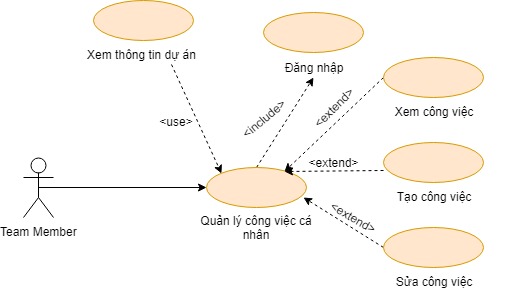 Xem thông tin dự án
Đăng nhập
Xem công việc
<use>
<include>
<extend>
<extend>
Tạo công việc
Team Member
Quản lý công việc cá
nhân
<extend>
Sửa công việc